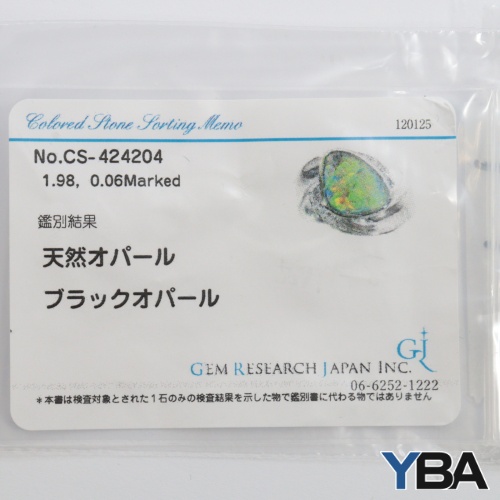 Colored Stone Sorting Memo
120125
No.CS-424204
1.98, 0.06Marked
鑑別結果
天然オパール
ブラックオパール
GJ
GEM RESEARCH JAPAN INC.
06-6252-1222
*本書は検査対象とされた1石のみの検査結果を示した物で鑑別書に代わる物ではありません
YBA